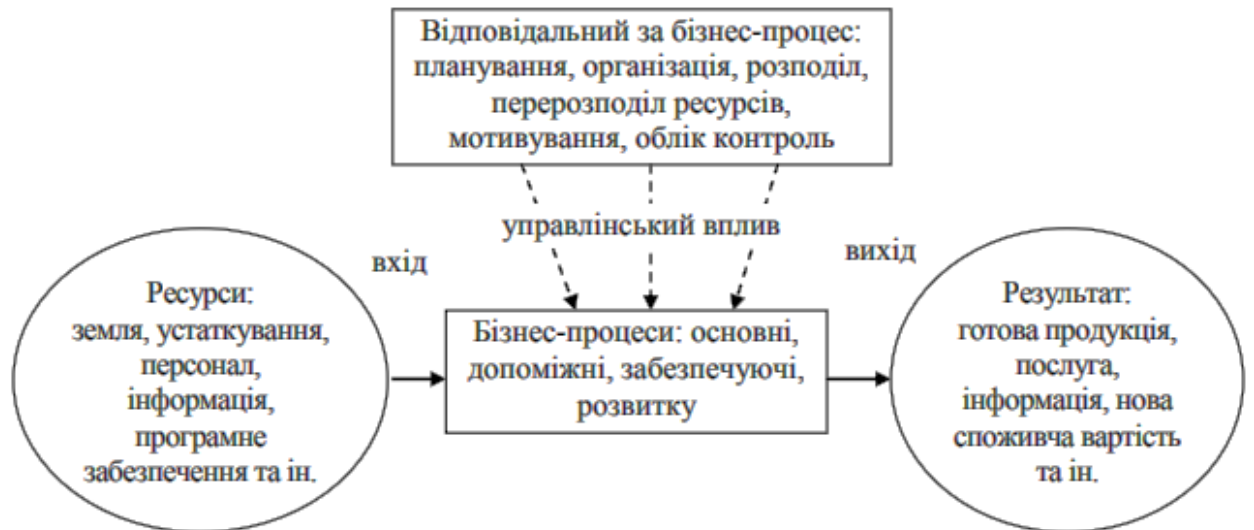 Відповідальний за бізнес-процес:
планування, організація, розподіл,
перерозподіл ресурсів,
мотивування, облік контроль
управлінський вплив
вхід
вихід
Ресурси:
земля, устаткування,
персонал,
інформація,
програмне
забезпечення та ін.
Бізнес-процеси: основні,
допоміжні, забезпечуючі,
розвитку
Результат:
готова продукція,
послуга,
інформація, нова
споживча вартість
та ін.